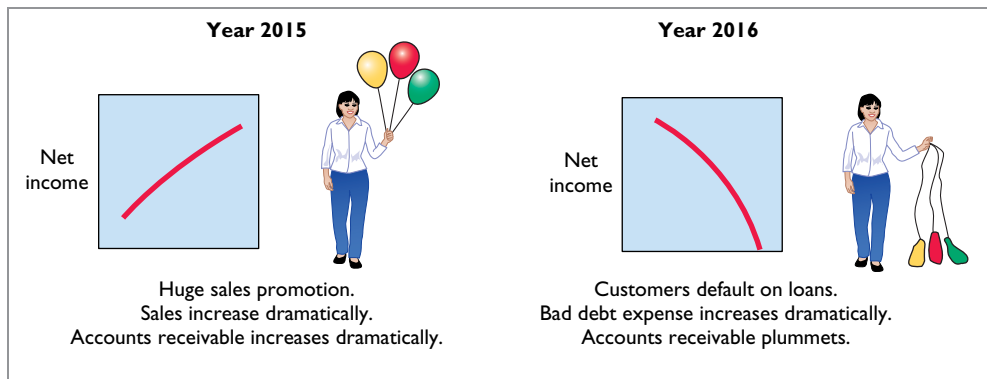 Year 2015
Net
income
Huge sales promotion.
Sales increase dramatically.
Accounts receivable increases dramatically.
Year 2016
Net
income
Customers default on loans.
Bad debt expense increases dramatically.
Accounts receivable plummets.